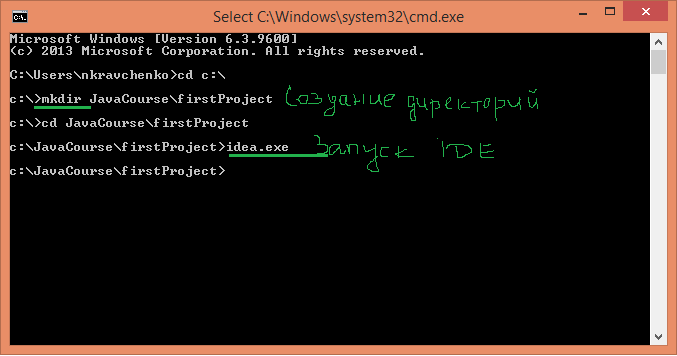 Select C:\Windows\system32\cmd.exe
Microsoft Windows [Version 6.3.9600]
(c) 2013 Microsoft Corporation. All rights reserved.
C:\Users\nkravchenko>cd c:\
c:\>mkdir JavaCourse\firstProject Создание директорий
c:\>cd JavaCourse\firstProject
c:\JavaCourse\firstProject>idea.exe Запуск IDE
c:\JavaCourse\firstProject>